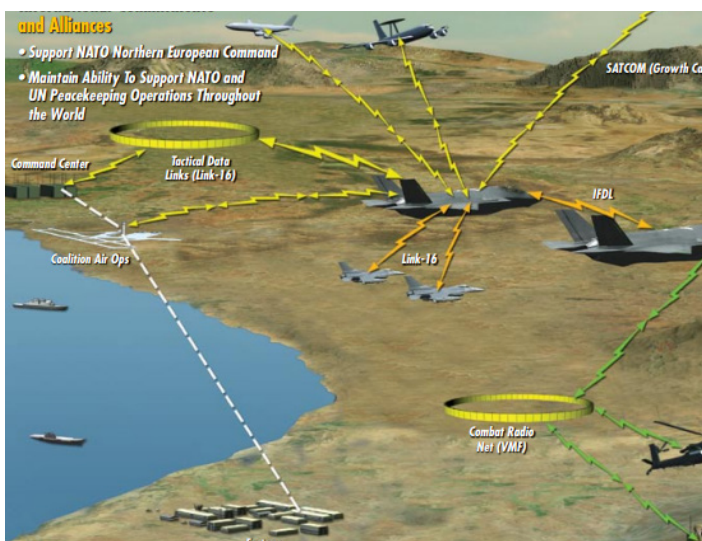 and Alliances
• Support NATO Northern European Command
• Maintain Ability To Support NATO and
UN Peacekeeping Operations Throughout
the World
SATCOM (Growth Ca
Command Center
Tactical Data
Links (Link-16)
IFDL
Coalition Air Ops
Link-16
Combat Radio
Net (VMF)